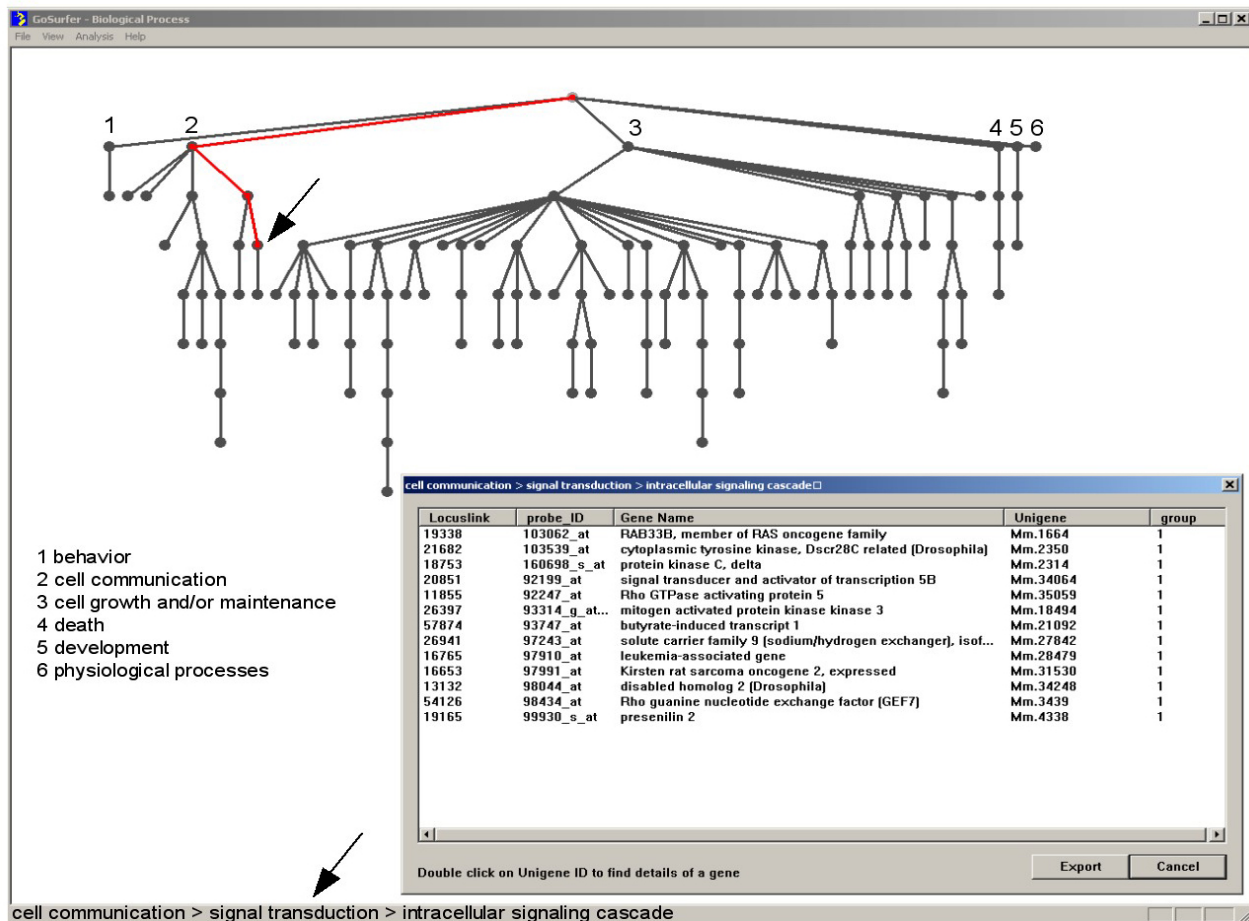 GoSurfer - Biological Process
File View Analysis Help
1 2 3 4 5 6
cell communication > signal transduction > intracellular signaling cascade
Locuslink probe_ID Gene Name Unigene group
19338 103062_at RAB33B, member of RAS oncogene family Mm.1664 1
21682 103539_at cytoplasmic tyrosine kinase, Dscr28C related (Drosophila) Mm.2350 1
18753 160698_s_at protein kinase C, delta Mm.2314 1
20851 92199_at signal transducer and activator of transcription 5B Mm.34064 1
11855 92247_at Rho GTPase activating protein 5 Mm.35059 1
26397 93314_g_at... mitogen activated protein kinase kinase 3 Mm.18494 1
57874 93747_at butyrate-induced transcript 1 Mm.21092 1
26941 97243_at solute carrier family 9 (sodium/hydrogen exchanger), isof... Mm.27842 1
16765 97910_at leukemia-associated gene Mm.28479 1
16653 97991_at Kirsten rat sarcoma oncogene 2, expressed Mm.31530 1
13132 98044_at disabled homolog 2 (Drosophila) Mm.34248 1
54126 98434_at Rho guanine nucleotide exchange factor (GEF7) Mm.3439 1
19165 99930_s_at presenilin 2 Mm.4338 1
Double click on Unigene ID to find details of a gene
Export Cancel
1 behavior
2 cell communication
3 cell growth and/or maintenance
4 death
5 development
6 physiological processes
cell communication > signal transduction > intracellular signaling cascade